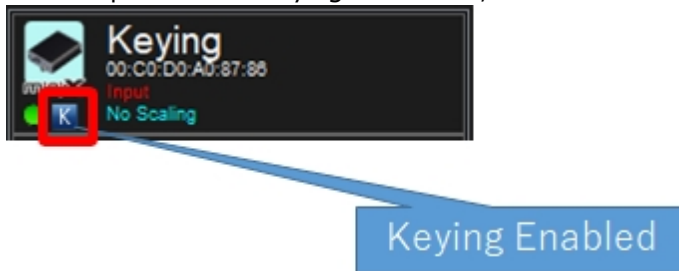 Keying
00:C0:D0:A0:87:86
Input
K
No Scaling
Keying Enabled